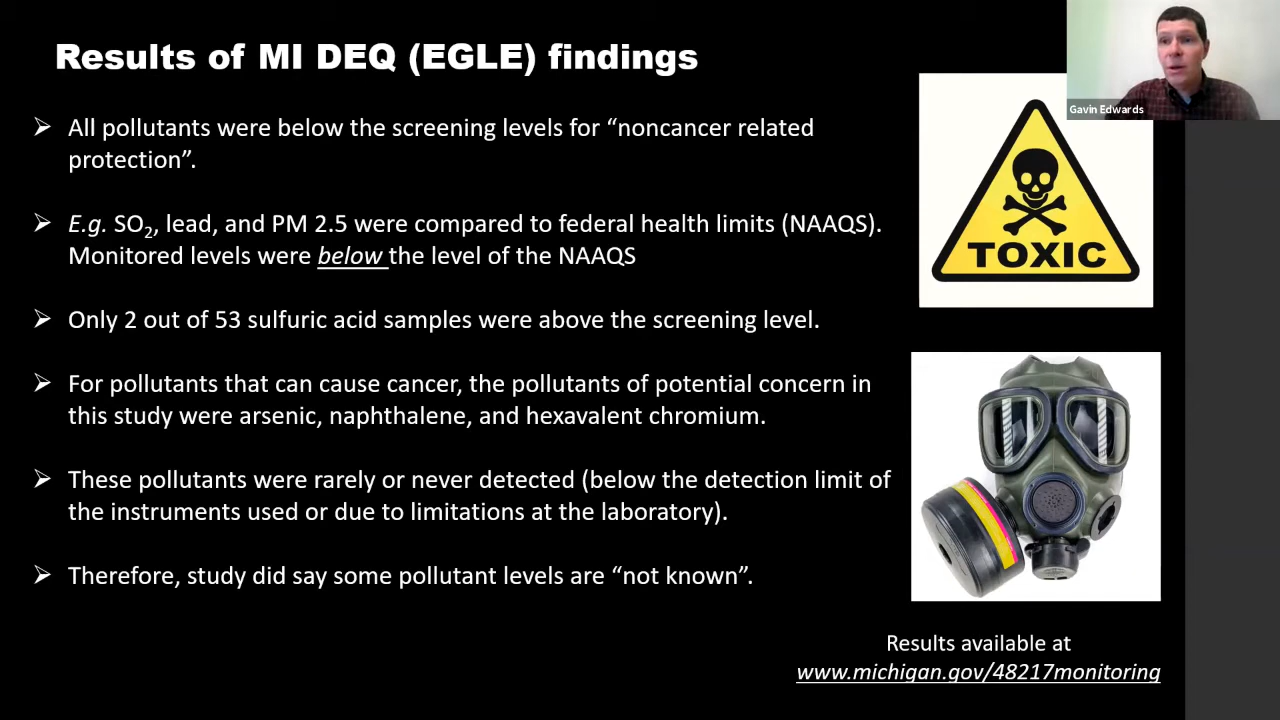 Results of MI DEQ (EGLE) findings
Gavin Edwards
➢ All pollutants were below the screening levels for “noncancer related
protection”.
➢ E.g. SO₂, lead, and PM 2.5 were compared to federal health limits (NAAQS).
Monitored levels were below the level of the NAAQS
➢ Only 2 out of 53 sulfuric acid samples were above the screening level.
➢ For pollutants that can cause cancer, the pollutants of potential concern in
this study were arsenic, naphthalene, and hexavalent chromium.
➢ These pollutants were rarely or never detected (below the detection limit of
the instruments used or due to limitations at the laboratory).
➢ Therefore, study did say some pollutant levels are “not known”.
TOXIC
Results available at
www.michigan.gov/48217monitoring